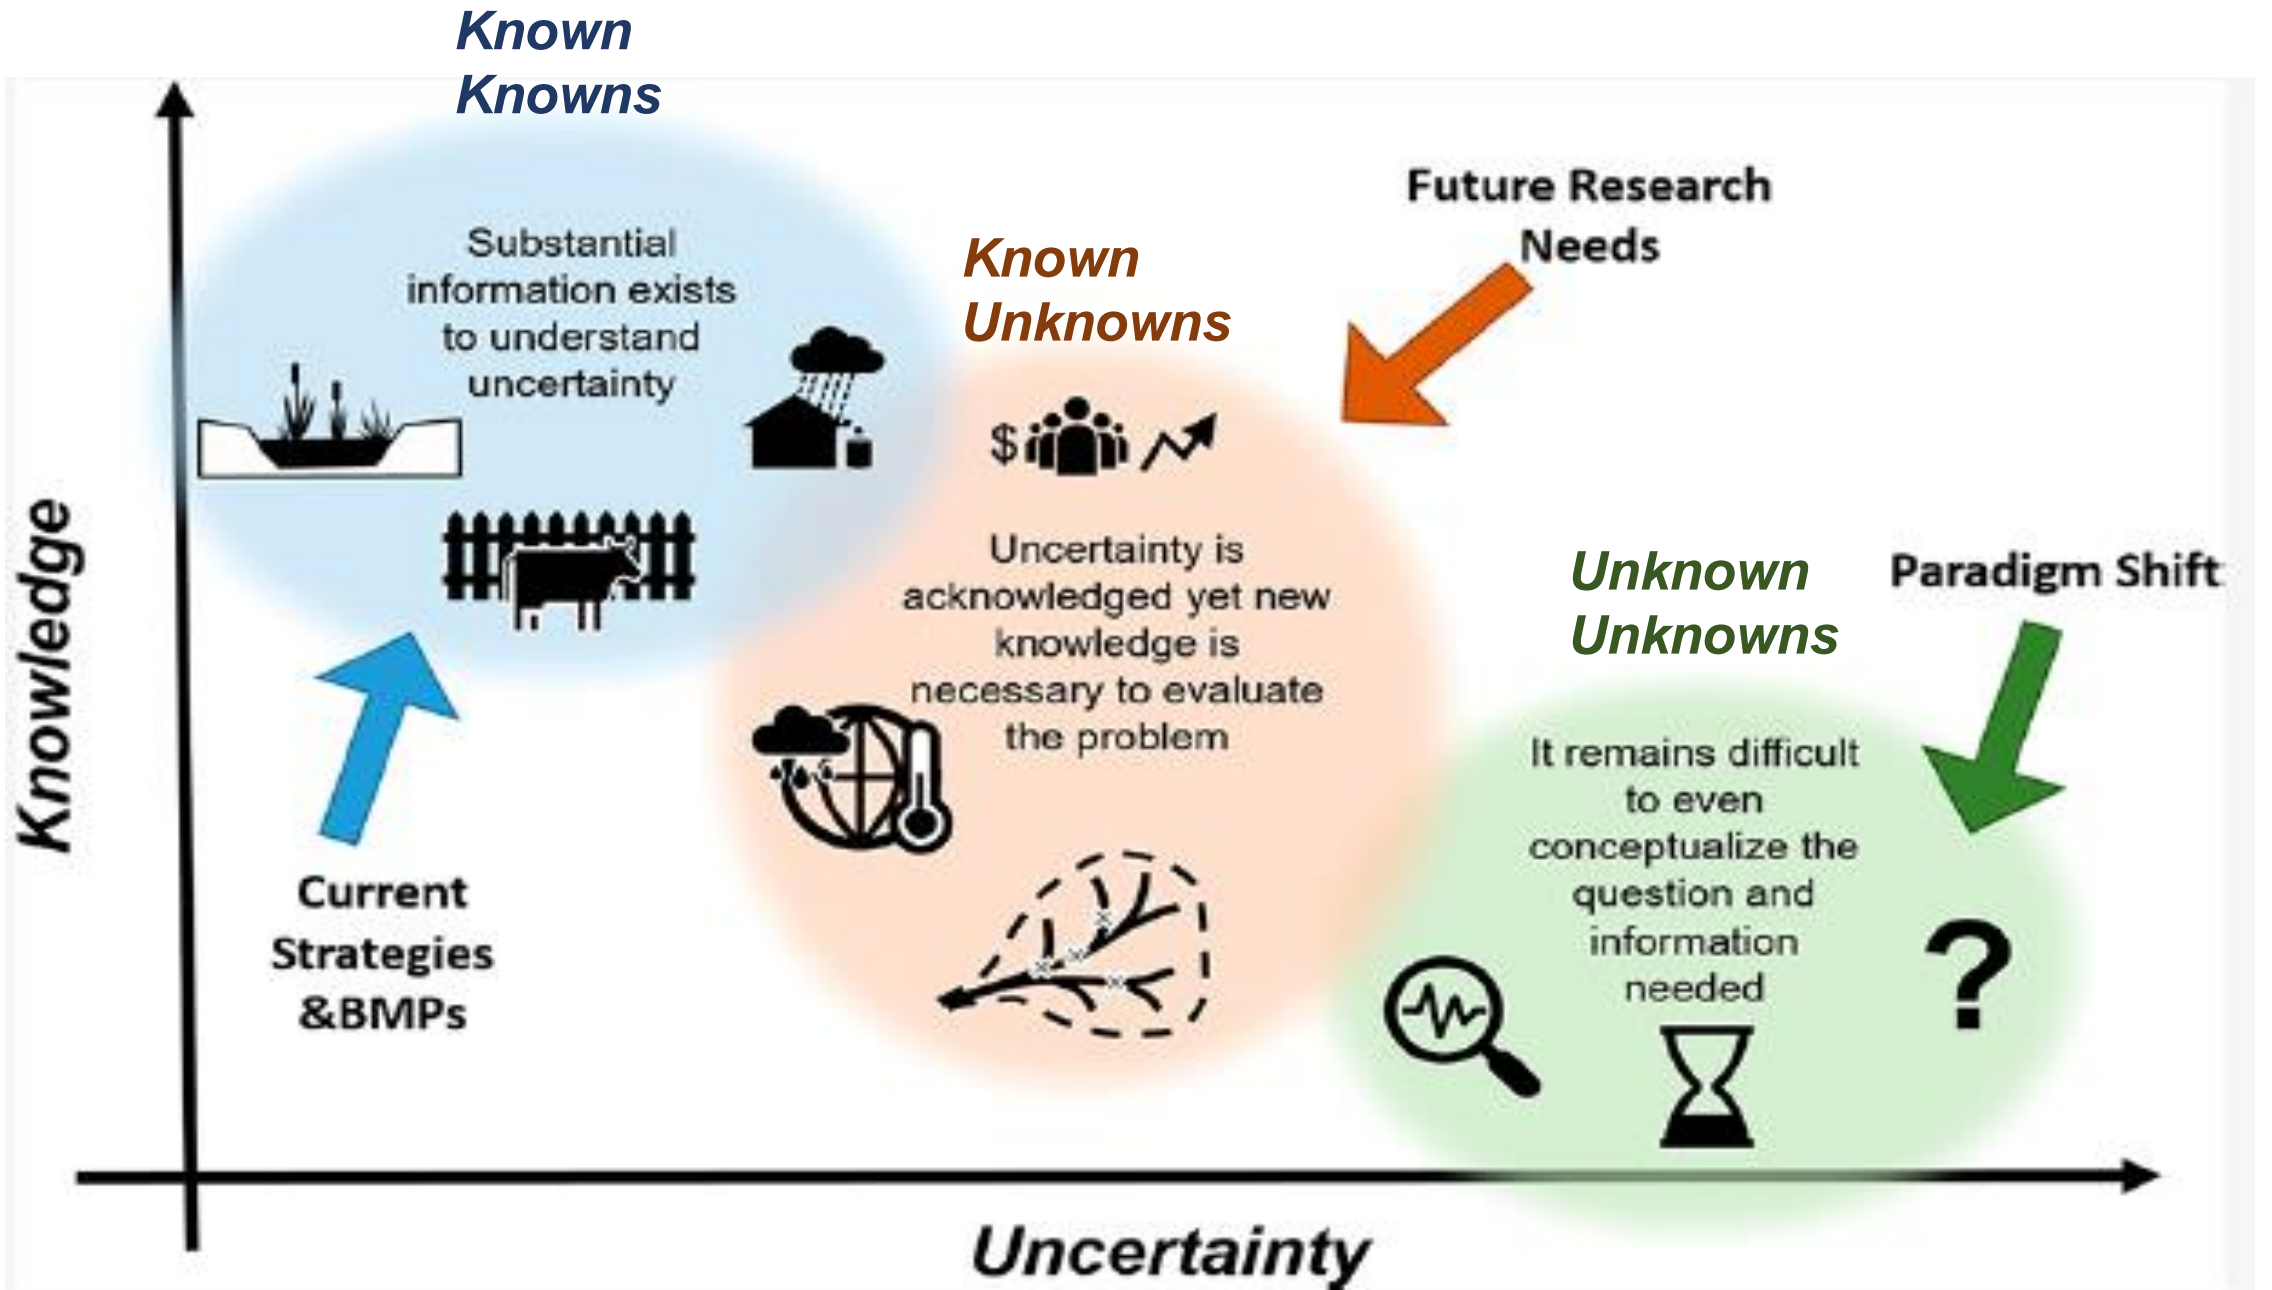 Known
Knowns
Substantial
information exists
to understand
uncertainty
Known
Unknowns
$
Uncertainty is
acknowledged yet new
knowledge is
necessary to evaluate
the problem
Future Research
Needs
Unknown
Unknowns
Paradigm Shift
It remains difficult
to even
conceptualize the
question and
information
needed
?
Current
Strategies
&BMPs
Knowledge
Uncertainty